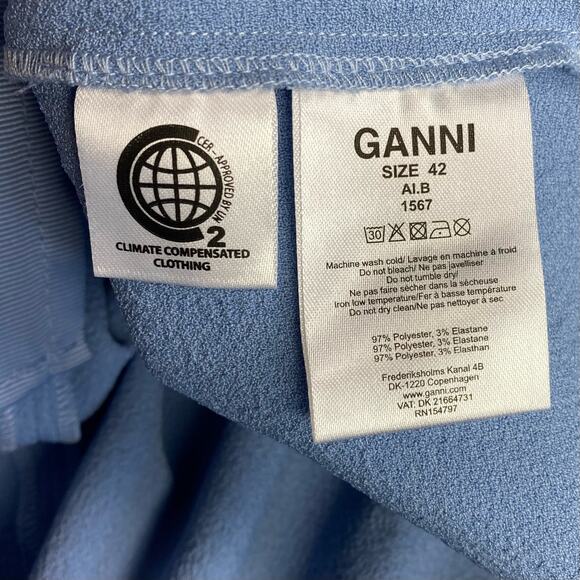 CER-APPROVED BY UN
2
CLIMATE COMPENSATED
CLOTHING
GANNI
SIZE 42
AI.B
1567
30
Machine wash cold/ Lavage en machine à froid
Do not bleach/ Ne pas javelliser
Do not tumble dry/
Ne pas faire sécher dans la sécheuse
Iron low temperature/Fer à basse température
Do not dry clean/Ne pas nettoyer à sec
97% Polyester, 3% Elastane
97% Polyester, 3% Élastane
97% Polyester, 3% Elasthan
Frederiksholms Kanal 4B
DK-1220 Copenhagen
www.ganni.com
VAT: DK 21664731
RN154797